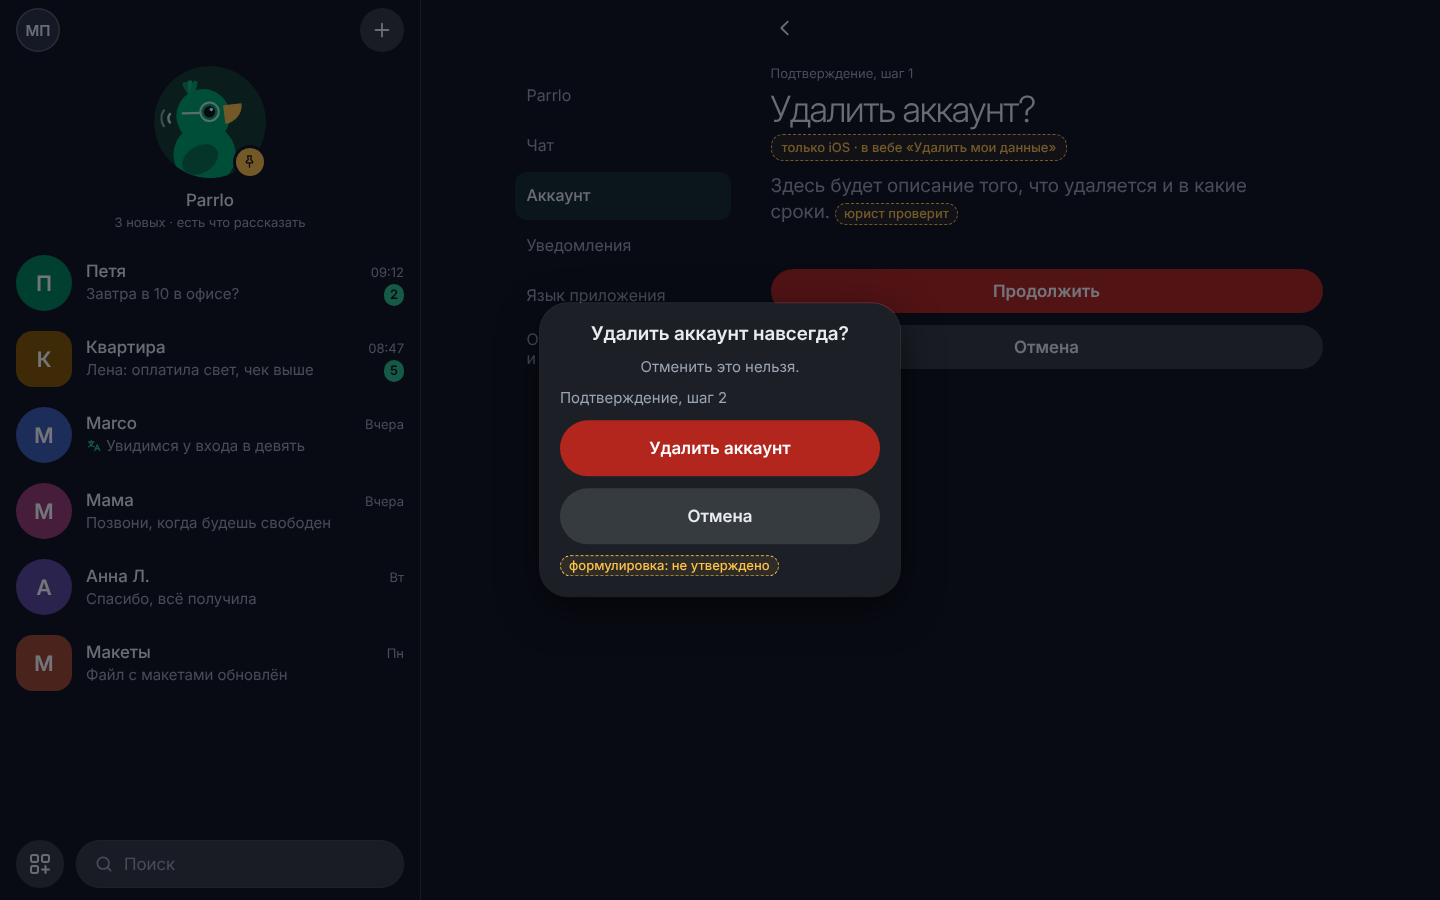 МП
Parrlo
3 новых · есть что рассказать
П
Петя
09:12
Завтра в 10 в офисе?
2
К
Квартира
08:47
Лена: оплатила свет, чек выше
5
M
Marco
Вчера
Увидимся у входа в девять
М
Мама
Вчера
Позвони, когда будешь свободен
А
Анна Л.
Вт
Спасибо, всё получила
М
Макеты
Пн
Файл с макетами обновлён
Поиск
Parrlo
Чат
Аккаунт
Уведомления
Язык приложения
О
и
Подтверждение, шаг 1
Удалить аккаунт?
только iOS · в вебе «Удалить мои данные»
Здесь будет описание того, что удаляется и в какие
сроки. юрист проверит
Продолжить
Отмена
Удалить аккаунт навсегда?
Отменить это нельзя.
Подтверждение, шаг 2
Удалить аккаунт
Отмена
формулировка: не утверждено